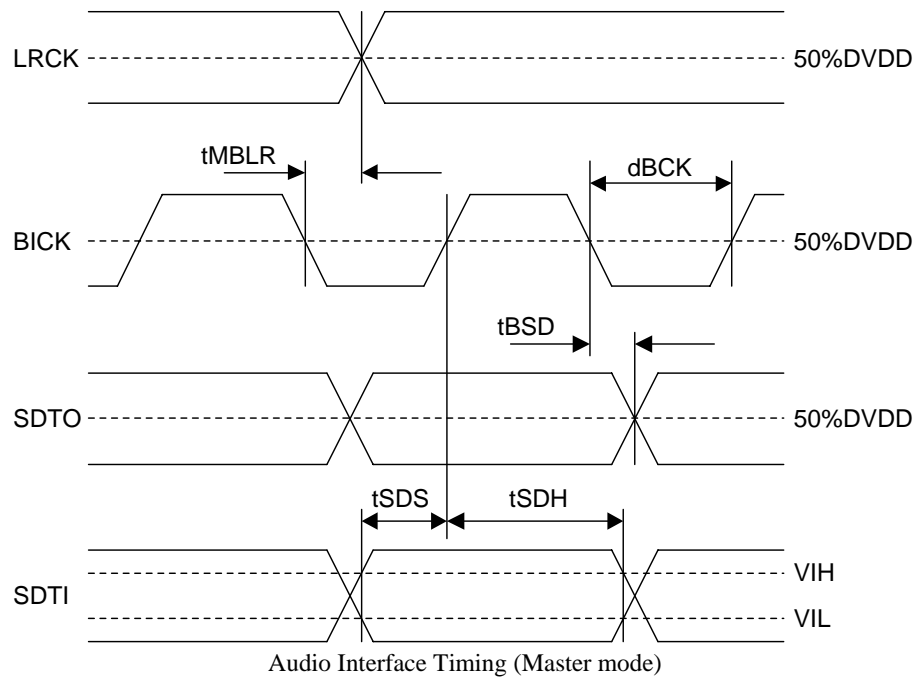 LRCK
50%DVDD
tMBLR
dBCK
BICK
50%DVDD
tBSD
SDTO
50%DVDD
tSDS
tSDH
SDTI
VIH
VIL
Audio Interface Timing (Master mode)